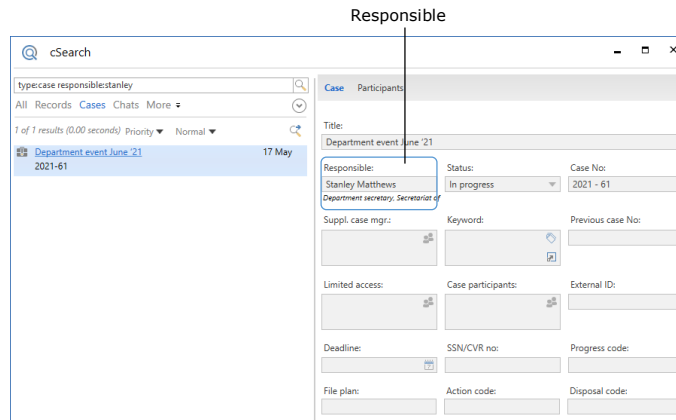 Responsible
cSearch
type:case responsible:stanley
All Records Cases Chats More
1 of 1 results (0.00 seconds) Priority Normal
Department event June '21 17 May
2021-61
Case Participants
Title:
Department event June '21
Responsible: Status: Case No:
Stanley Matthews In progress 2021 - 61
Department secretary, Secretariat of
Suppl. case mgr.: Keyword: Previous case No:
Limited access: Case participants: External ID:
Deadline: SSN/CVR no: Progress code:
File plan: Action code: Disposal code: